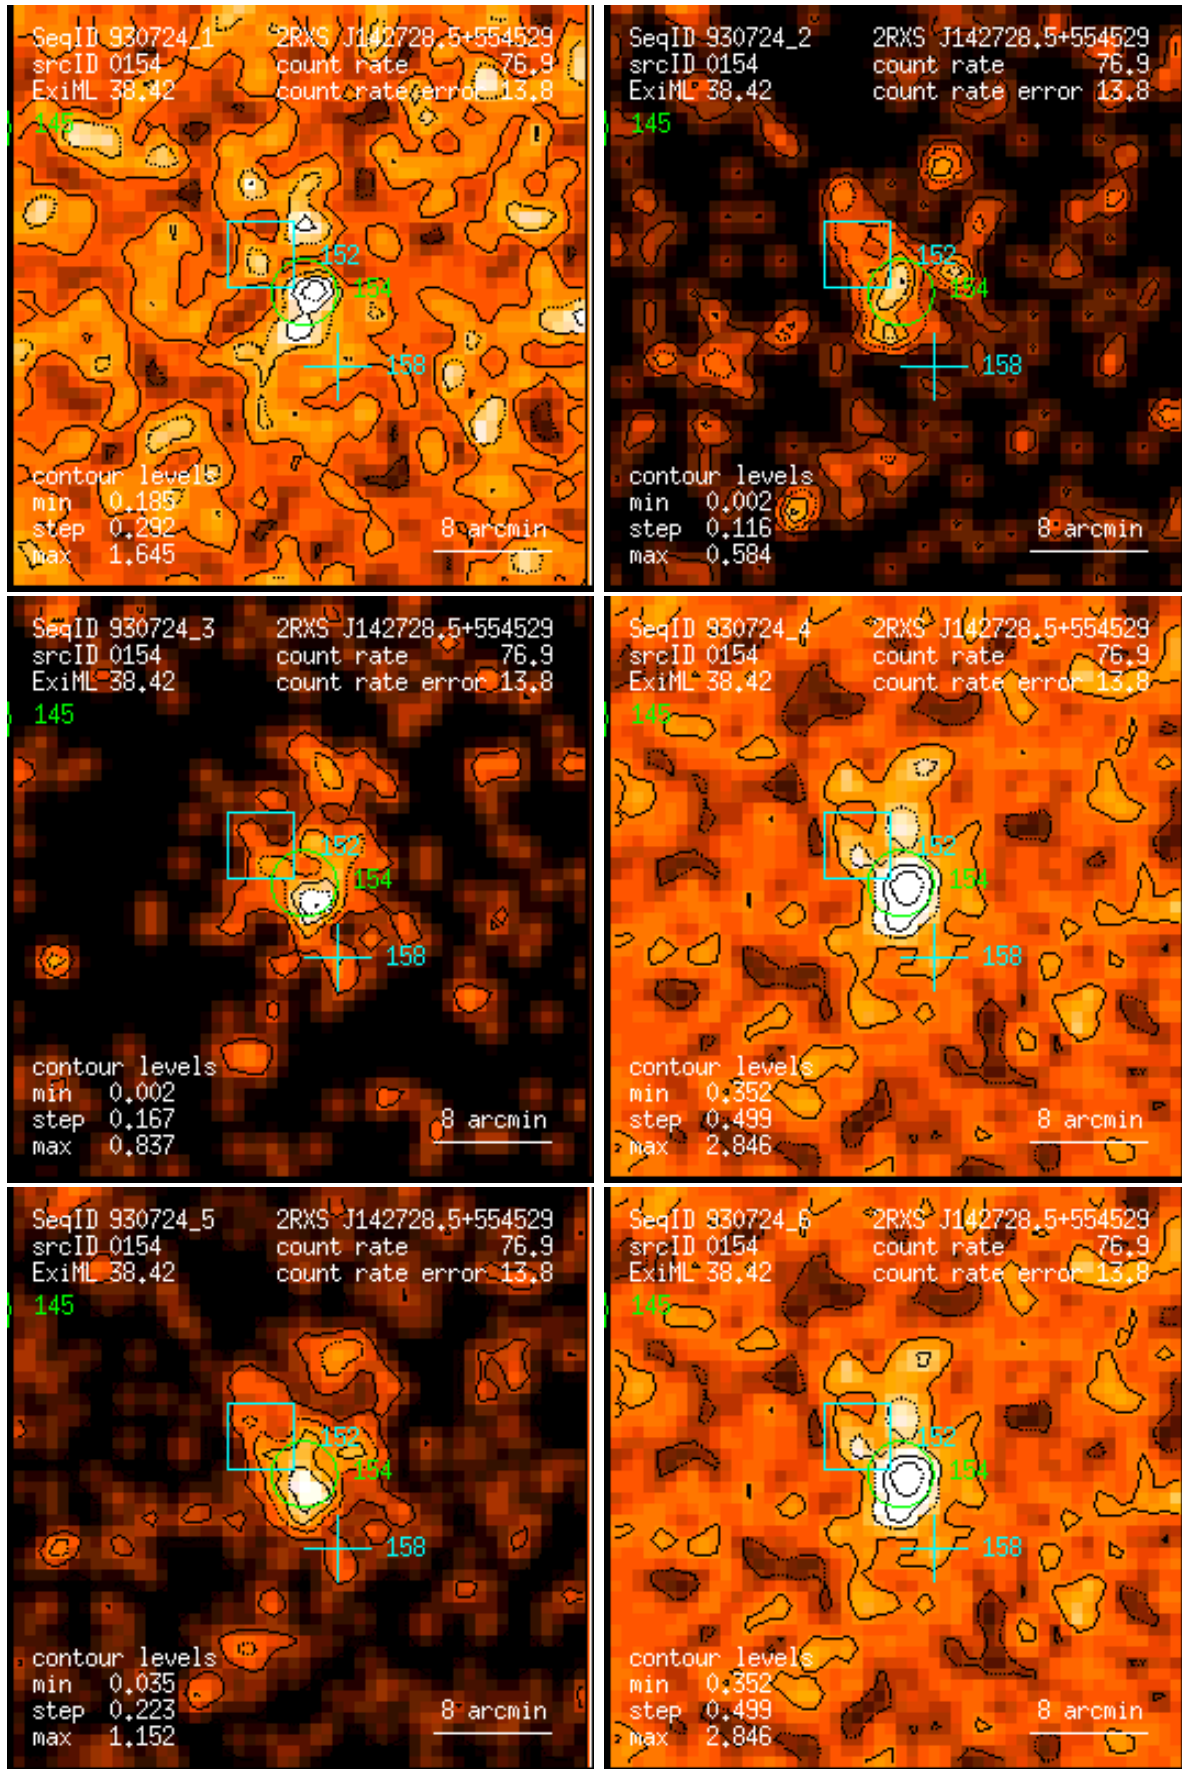 SeqID 930724_1 2RXS J142728.5+554529
srcID 0154 count rate 76.9
ExiML 38.42 count rate error 13.8
145
152
154
158
contour levels
min 0.185
step 0.292
max 1.645
8 arcmin
SeqID 930724_2 2RXS J142728.5+554529
srcID 0154 count rate 76.9
ExiML 38.42 count rate error 13.8
145
152
154
158
contour levels
min 0.002
step 0.116
max 0.584
8 arcmin
SeqID 930724_3 2RXS J142728.5+554529
srcID 0154 count rate 76.9
ExiML 38.42 count rate error 13.8
145
152
154
158
contour levels
min 0.002
step 0.167
max 0.837
8 arcmin
SeqID 930724_4 2RXS J142728.5+554529
srcID 0154 count rate 76.9
ExiML 38.42 count rate error 13.8
145
152
154
158
contour levels
min 0.352
step 0.499
max 2.846
8 arcmin
SeqID 930724_5 2RXS J142728.5+554529
srcID 0154 count rate 76.9
ExiML 38.42 count rate error 13.8
145
152
154
158
contour levels
min 0.035
step 0.223
max 1.152
8 arcmin
SeqID 930724_6 2RXS J142728.5+554529
srcID 0154 count rate 76.9
ExiML 38.42 count rate error 13.8
145
152
154
158
contour levels
min 0.352
step 0.499
max 2.846
8 arcmin